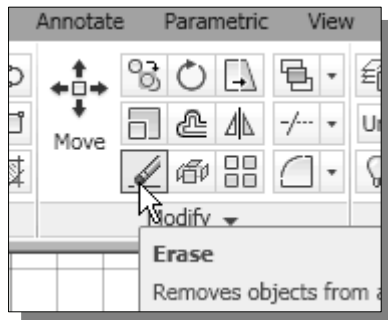 Annotate Parametric View
Move
Modify
Erase
Removes objects from a